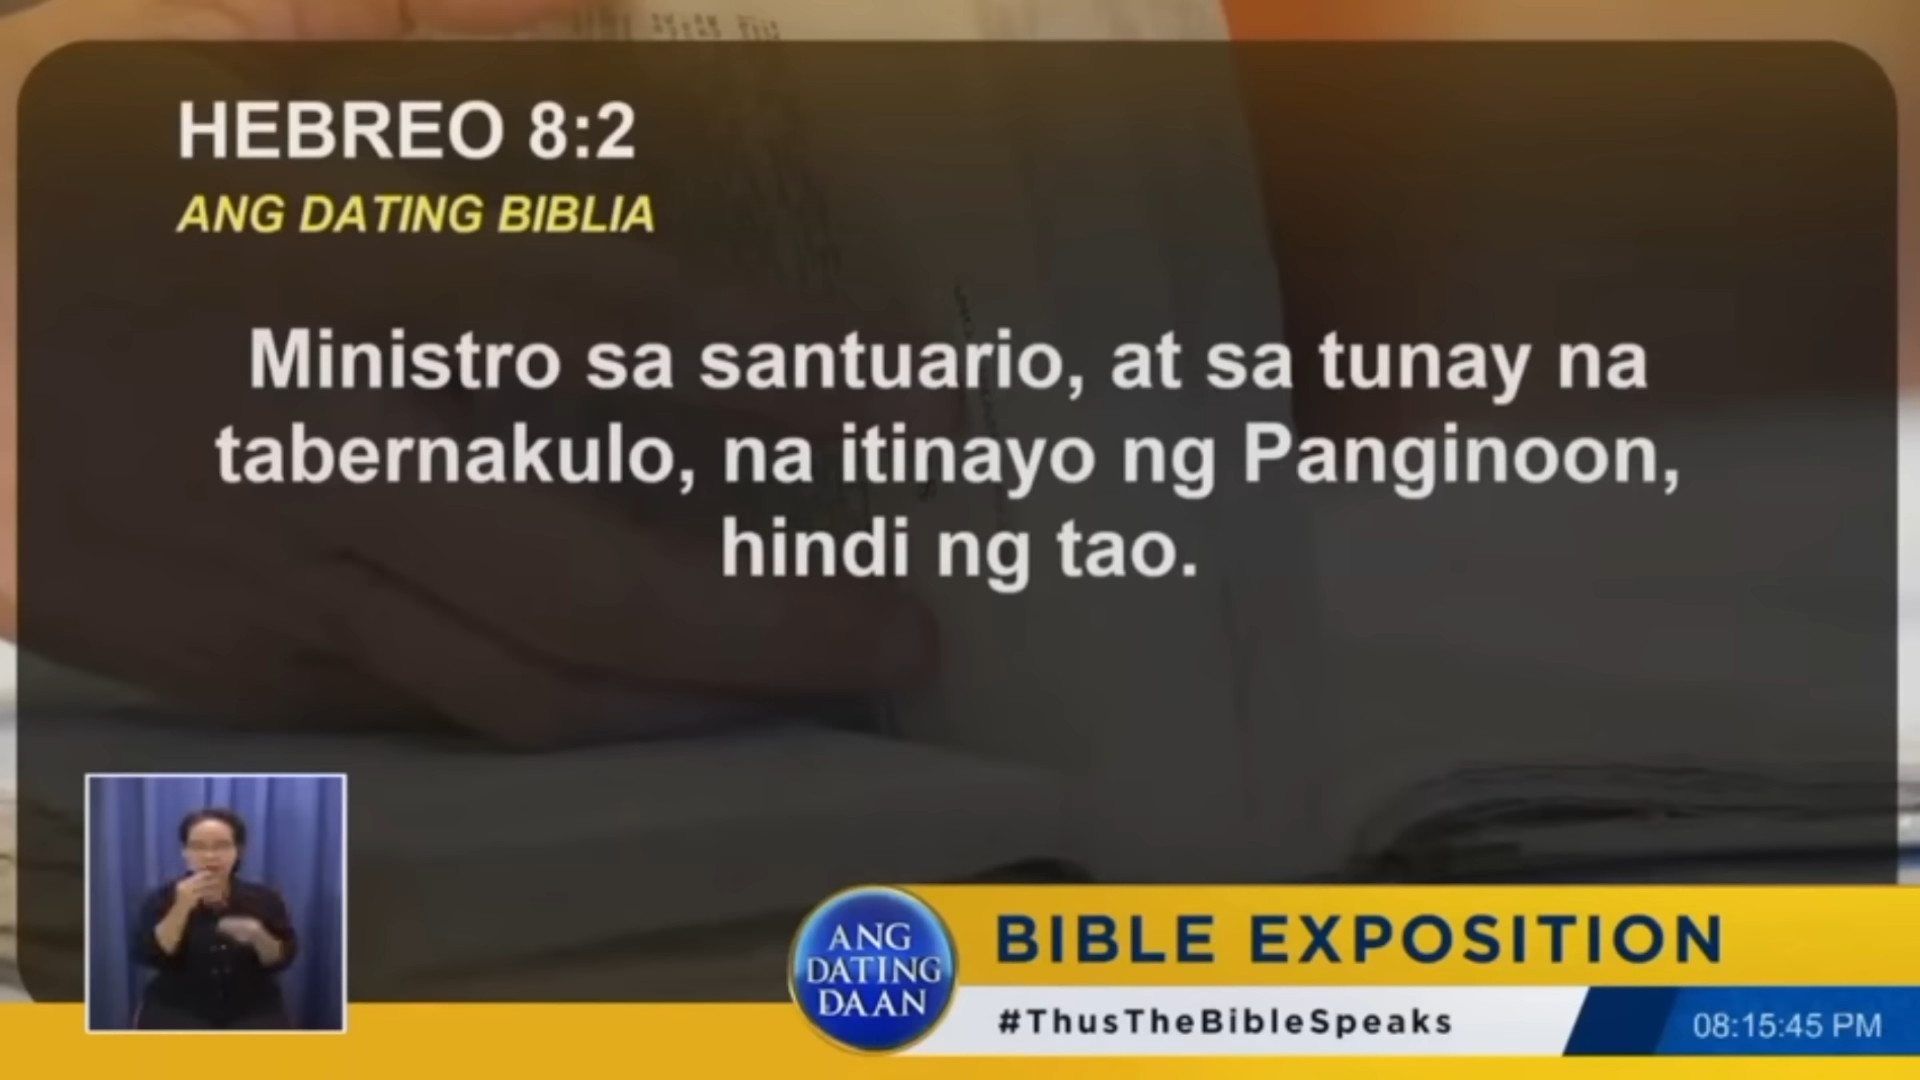 HEBREO 8:2
ANG DATING BIBLIA
Ministro sa santuario, at sa tunay na
tabernakulo, na itinayo ng Panginoon,
hindi ng tao.
ANG
DATING
DAAN
BIBLE EXPOSITION
#ThusTheBibleSpeaks
08:15:45 PM